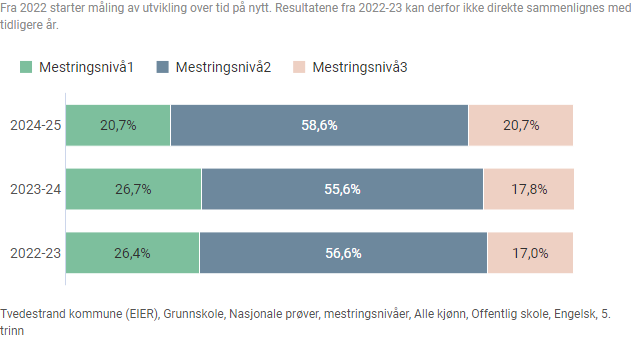 Fra 2022 starter måling av utvikling over tid på nytt. Resultatene fra 2022-23 kan derfor ikke direkte sammenlignes med
tidligere år.
Mestringsnivå1 Mestringsnivå2 Mestringsnivå3
2024-25 20,7% 58,6% 20,7%
2023-24 26,7% 55,6% 17,8%
2022-23 26,4% 56,6% 17,0%
Tvedestrand kommune (EIER), Grunnskole, Nasjonale prøver, mestringsnivåer, Alle kjønn, Offentlig skole, Engelsk, 5.
trinn